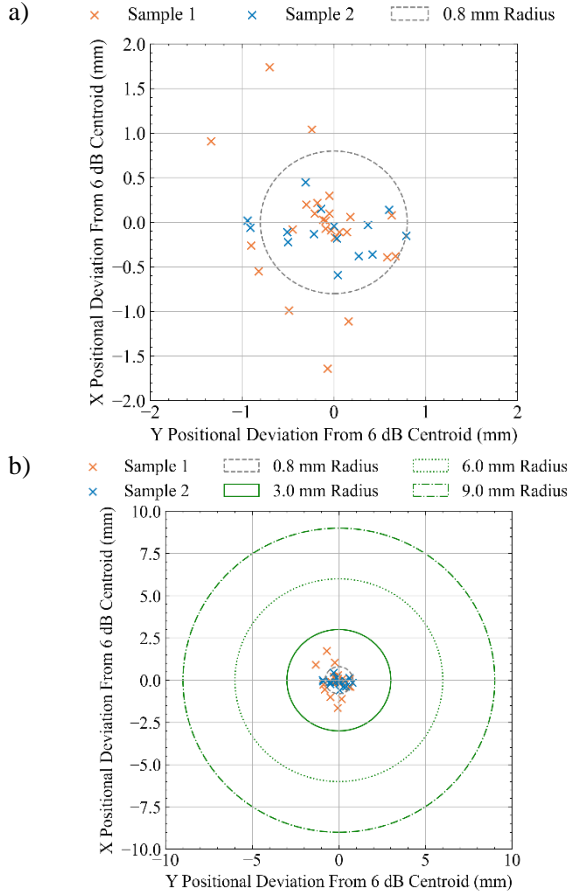 a)
Sample 1 Sample 2 0.8 mm Radius
X Positional Deviation From 6 dB Centroid (mm)
2.0
1.5
1.0
0.5
0.0
−0.5
−1.0
−1.5
−2.0
−2 −1 0 1 2
Y Positional Deviation From 6 dB Centroid (mm)
b)
Sample 1 0.8 mm Radius 6.0 mm Radius
Sample 2 3.0 mm Radius 9.0 mm Radius
X Positional Deviation From 6 dB Centroid (mm)
10.0
7.5
5.0
2.5
0.0
−2.5
−5.0
−7.5
−10.0
−10 −5 0 5 10
Y Positional Deviation From 6 dB Centroid (mm)